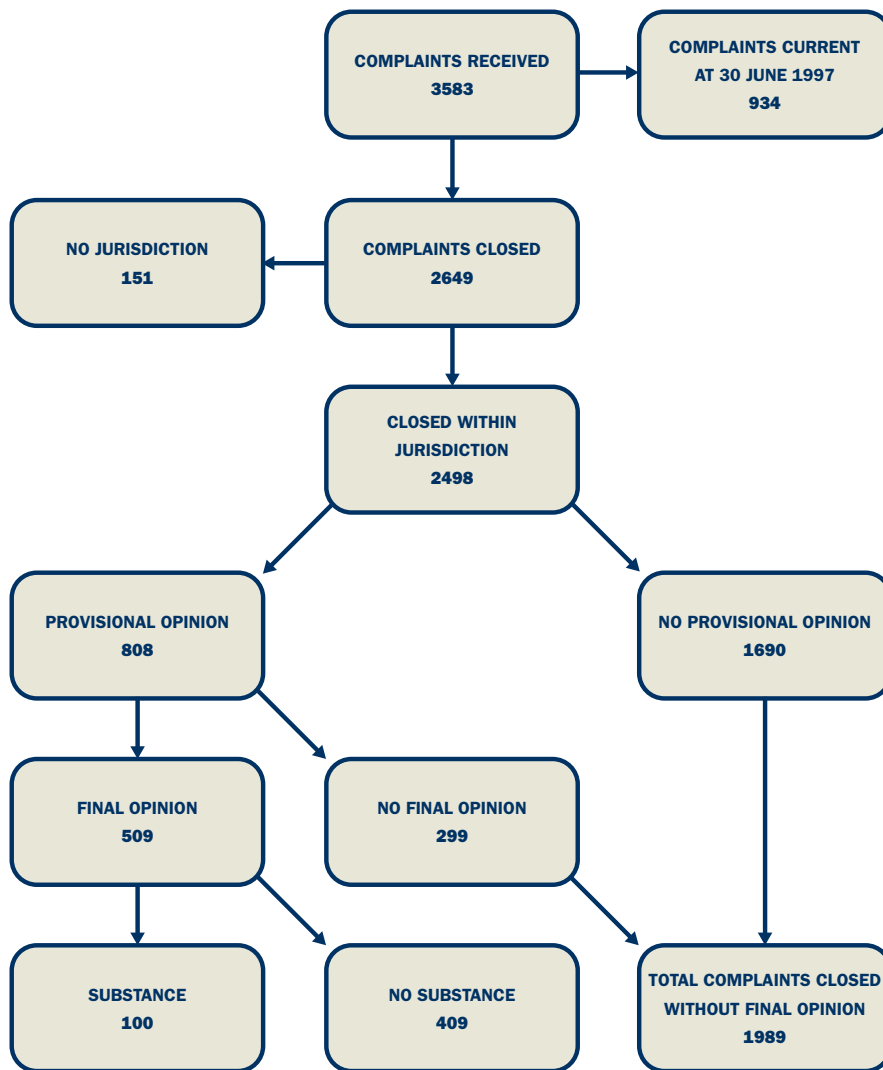 COMPLAINTS RECEIVED
3583
COMPLAINTS CURRENT
AT 30 JUNE 1997
934
NO JURISDICTION
151
COMPLAINTS CLOSED
2649
CLOSED WITHIN
JURISDICTION
2498
PROVISIONAL OPINION
808
NO PROVISIONAL OPINION
1690
FINAL OPINION
509
NO FINAL OPINION
299
SUBSTANCE
100
NO SUBSTANCE
409
TOTAL COMPLAINTS CLOSED
WITHOUT FINAL OPINION
1989